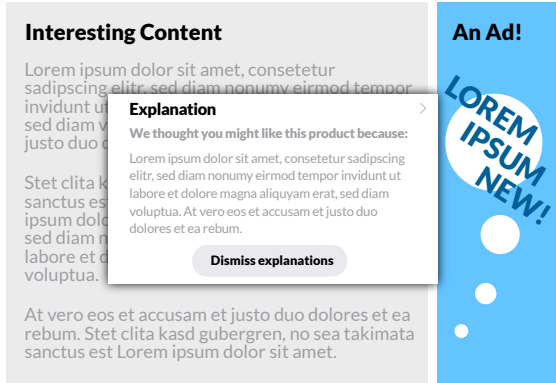 Interesting Content
Lorem ipsum dolor sit amet, consetetur
sadipscing elitr, sed diam nonumy eirmod tempor
invidunt ut
sed diam
justo duo
Stet clita
sanctus
ipsum
sed diam
labore et
voluptua.
At vero eos et accusam et justo duo dolores et ea
rebum. Stet clita kasd gubergren, no sea takimata
sanctus est Lorem ipsum dolor sit amet.
Explanation
We thought you might like this product because:
Lorem ipsum dolor sit amet, consetetur sadipscing
elitr, sed diam nonumy eirmod tempor invidunt ut
labore et dolore magna aliquyam erat, sed diam
voluptua. At vero eos et accusam et justo duo
dolores et ea rebum.
Dismiss explanations
An Ad!
LOREM
IPSUM
NEW!